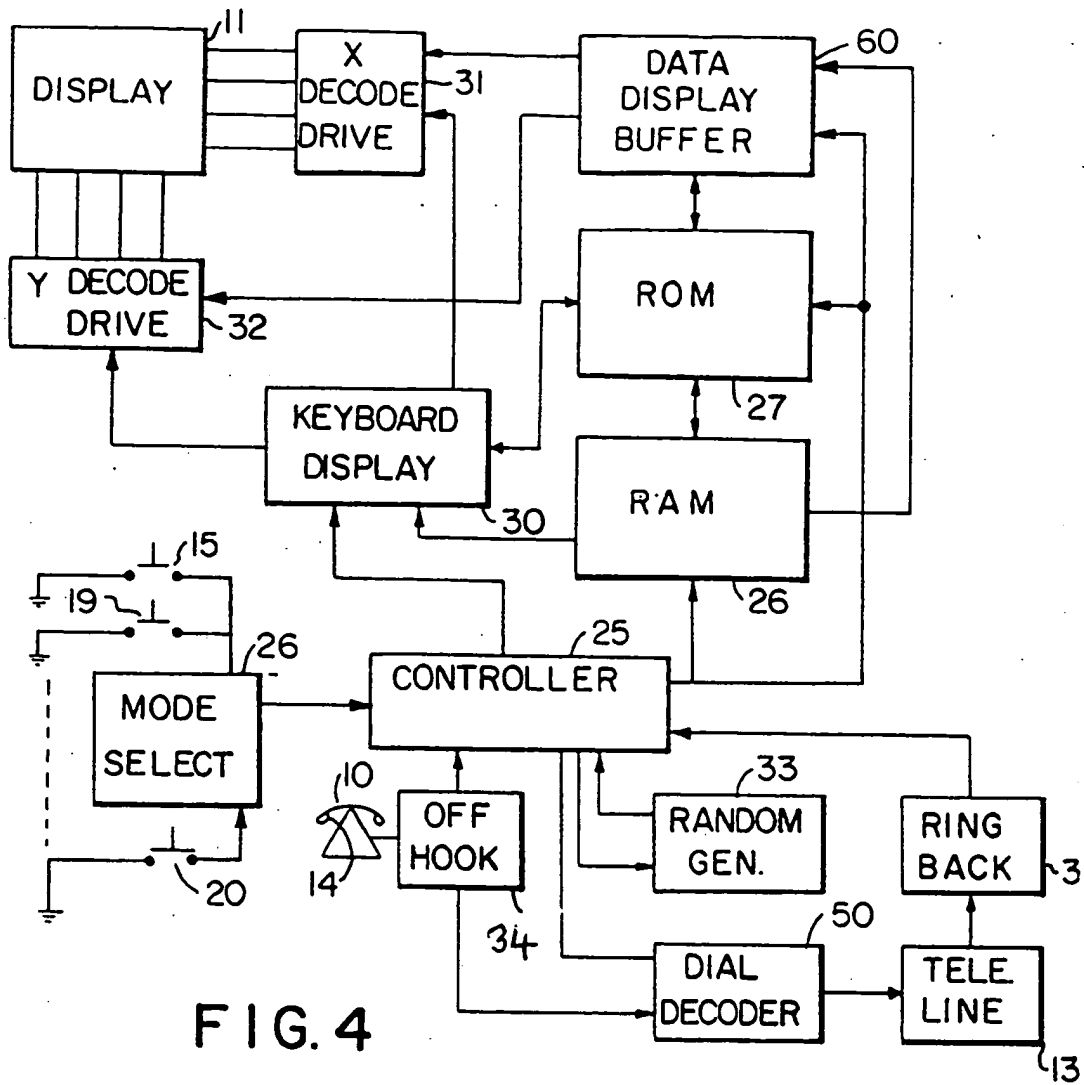 11
DISPLAY
X
DECODE
DRIVE
31
DATA
DISPLAY
BUFFER
60
Y DECODE
DRIVE
32
ROM
27
KEYBOARD
DISPLAY
30
RAM
26
15
19
26
MODE
SELECT
20
25
CONTROLLER
10
14
OFF
HOOK
34
33
RANDOM
GEN.
RING
BACK
3
50
DIAL
DECODER
TELE.
LINE
13
FIG. 4